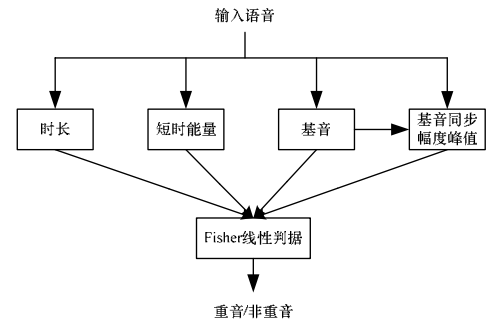 输入语音
时长
短时能量
基音
基音同步
幅度峰值
Fisher线性判据
重音/非重音